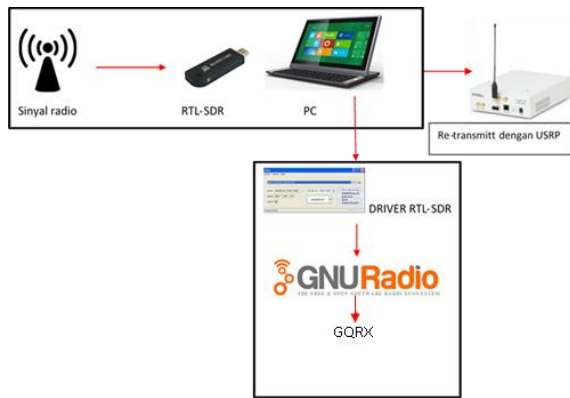 Sinyal radio
RTL-SDR
PC
Re-transmitt dengan USRP
DRIVER RTL-SDR
GNURadio
THE FREE & OPEN SOFTWARE RADIO ECOSYSTEM
GQRX